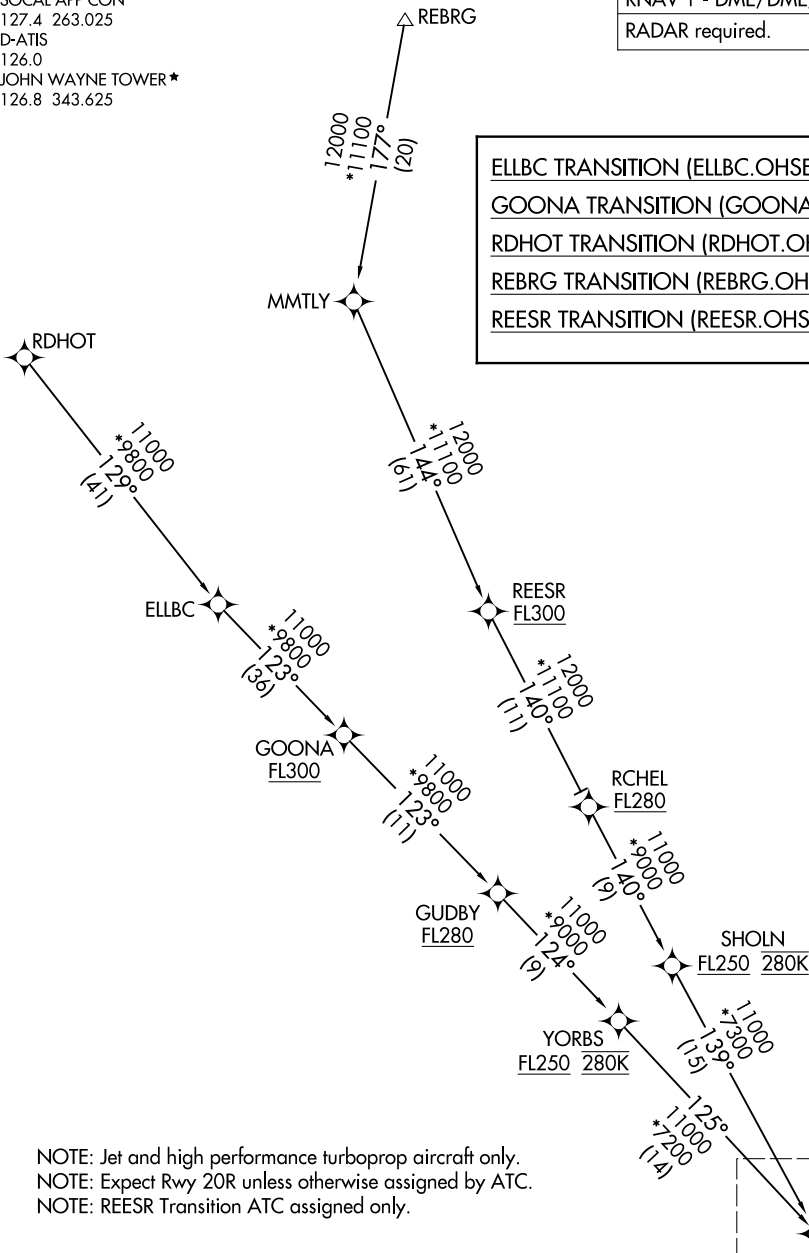 SOCAL APP CON
127.4 263.025
D-ATIS
126.0
JOHN WAYNE TOWER★
126.8 343.625
REBRG
RNAV 1 - DME/DME/
RADAR required.
12000
*11100
177°
(20)
ELLBC TRANSITION (ELLBC.OHSE
GOONA TRANSITION (GOONA
RDHOT TRANSITION (RDHOT.OH
REBRG TRANSITION (REBRG.OH
REESR TRANSITION (REESR.OHS
MMTLY
RDHOT
11000
*9800
129°
(41)
12000
*11100
144°
(61)
ELLBC
REESR
FL300
11000
*9800
123°
(36)
12000
*11100
140°
(11)
GOONA
FL300
RCHEL
FL280
11000
*9800
123°
(11)
11000
*9000
140°
(9)
GUDBY
FL280
11000
*9000
124°
(9)
SHOLN
FL250 280K
YORBS
FL250 280K
11000
*7300
139°
(15)
125°
11000
*7200
(14)
NOTE: Jet and high performance turboprop aircraft only.
NOTE: Expect Rwy 20R unless otherwise assigned by ATC.
NOTE: REESR Transition ATC assigned only.